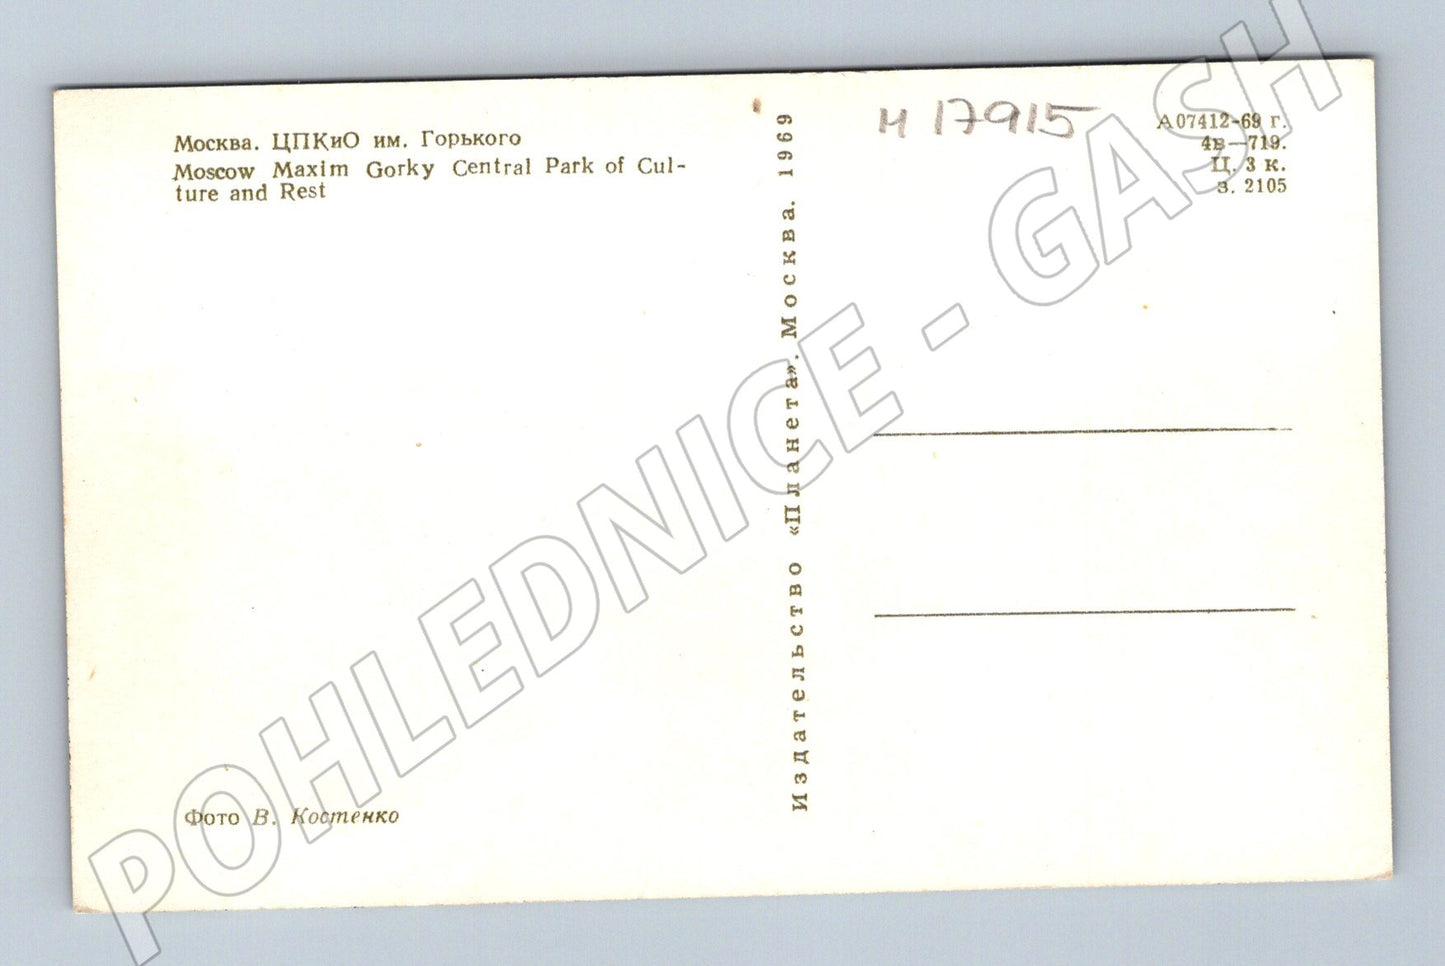 Москва. ЦПКиО им. Горького
Moscow Maxim Gorky Central Park of Cul-
ture and Rest
Фото В. Костенко
Издательство «Планета». Москва. 1969
и 17915
А07412-69 г.
4в—719.
Ц. 3 к.
з. 2105
POHLEDNICE - GASH